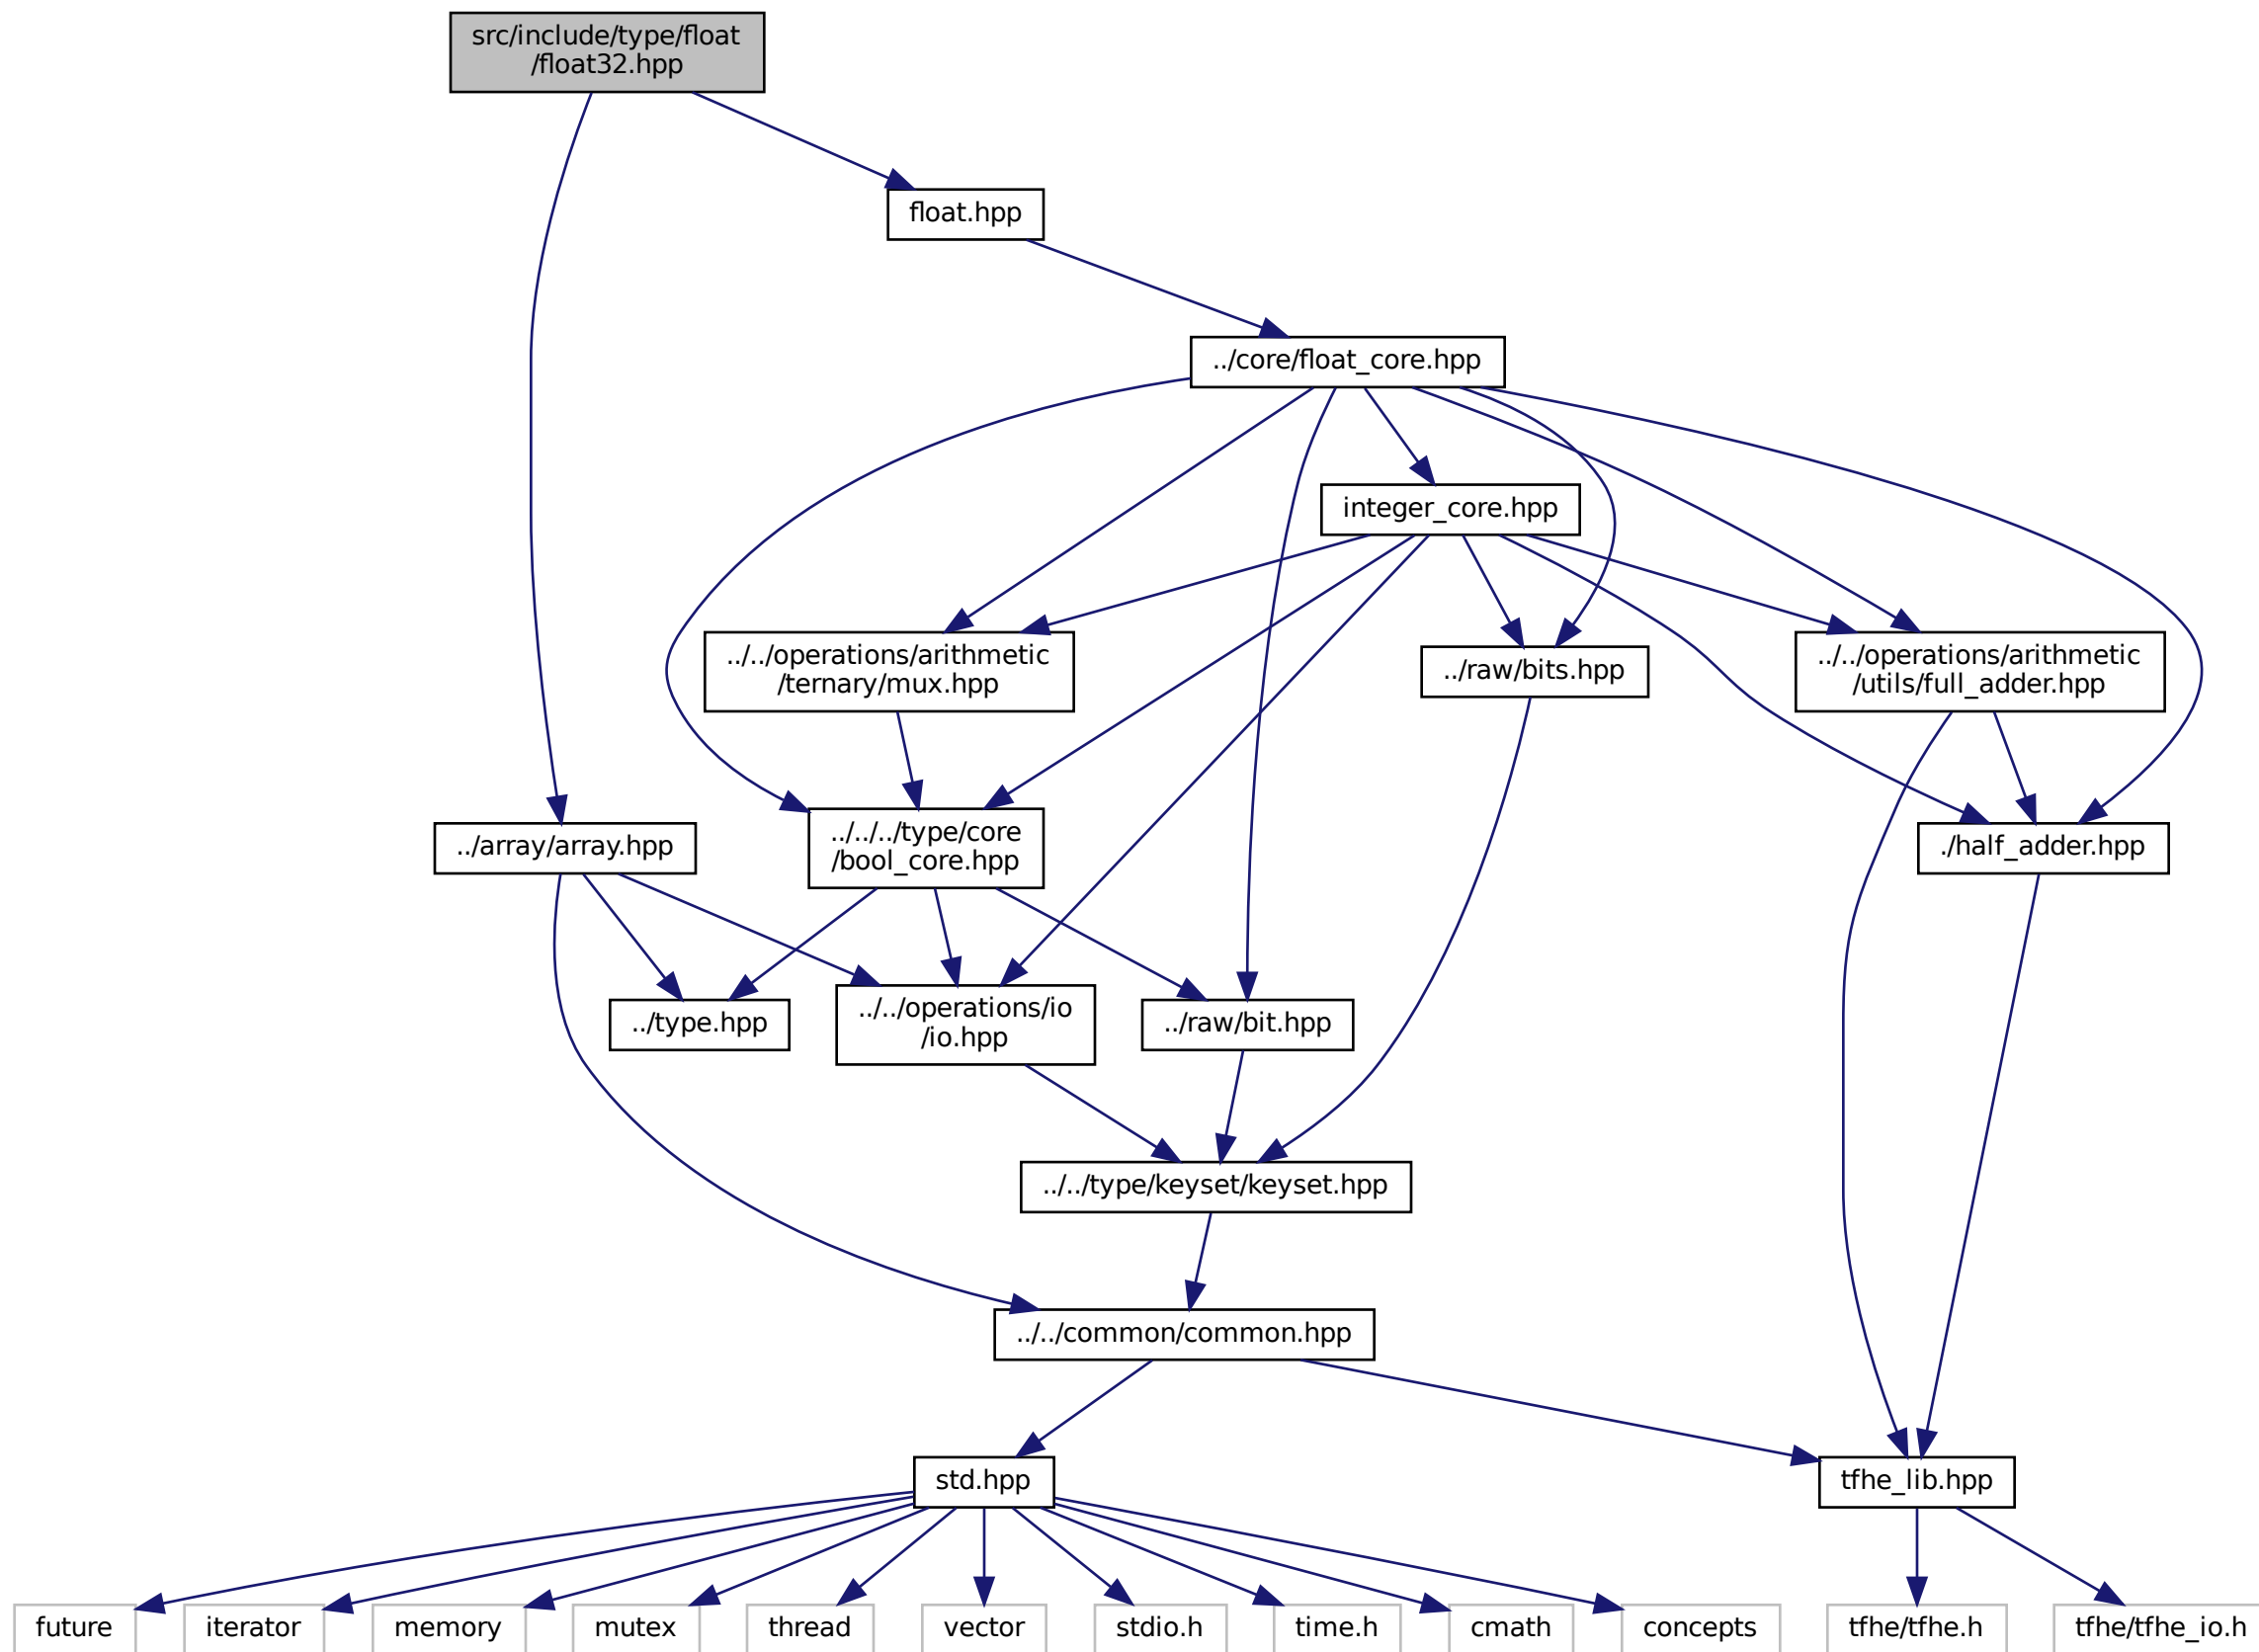 src/include/type/float
/float32.hpp
float.hpp
../core/float_core.hpp
integer_core.hpp
../../operations/arithmetic
/ternary/mux.hpp
../raw/bits.hpp
../../operations/arithmetic
/utils/full_adder.hpp
../array/array.hpp
../../../type/core
/bool_core.hpp
./half_adder.hpp
../type.hpp
../../operations/io
/io.hpp
../raw/bit.hpp
../../type/keyset/keyset.hpp
../../common/common.hpp
std.hpp
tfhe_lib.hpp
future
iterator
memory
mutex
thread
vector
stdio.h
time.h
cmath
concepts
tfhe/tfhe.h
tfhe/tfhe_io.h